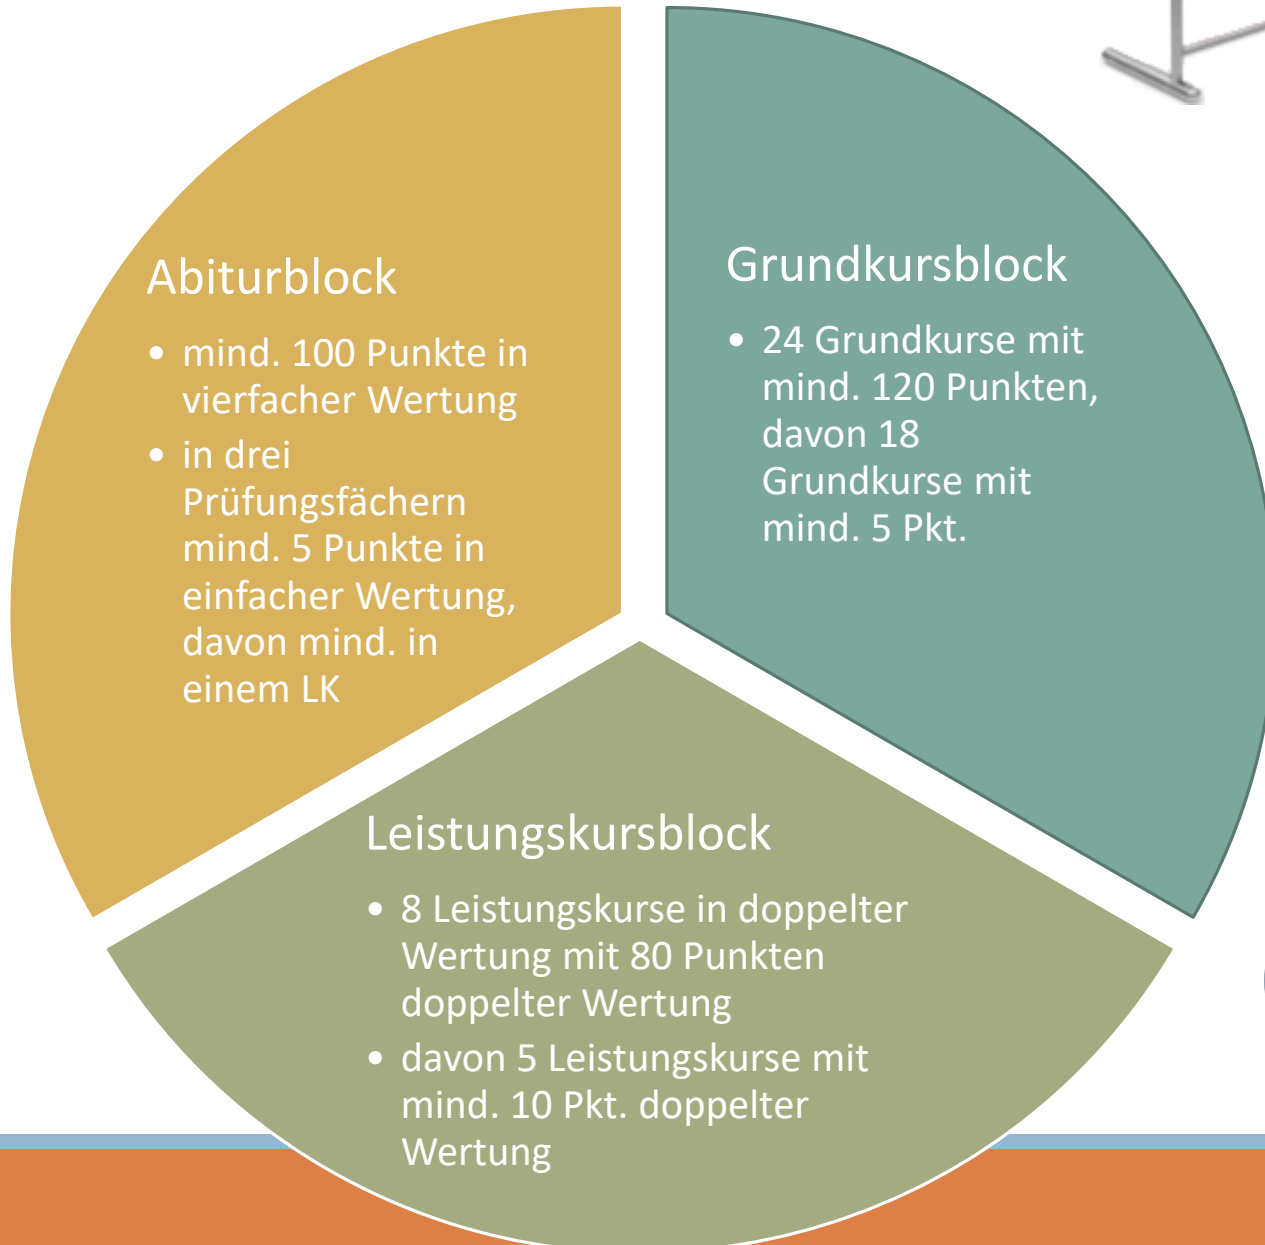 Abiturblock
• mind. 100 Punkte in
vierfacher Wertung
• in drei
Prüfungsfächern
mind. 5 Punkte in
einfacher Wertung,
davon mind. in
einem LK
Grundkursblock
• 24 Grundkurse mit
mind. 120 Punkten,
davon 18
Grundkurse mit
mind. 5 Pkt.
Leistungskursblock
• 8 Leistungskurse in doppelter
Wertung mit 80 Punkten
doppelter Wertung
• davon 5 Leistungskurse mit
mind. 10 Pkt. doppelter
Wertung